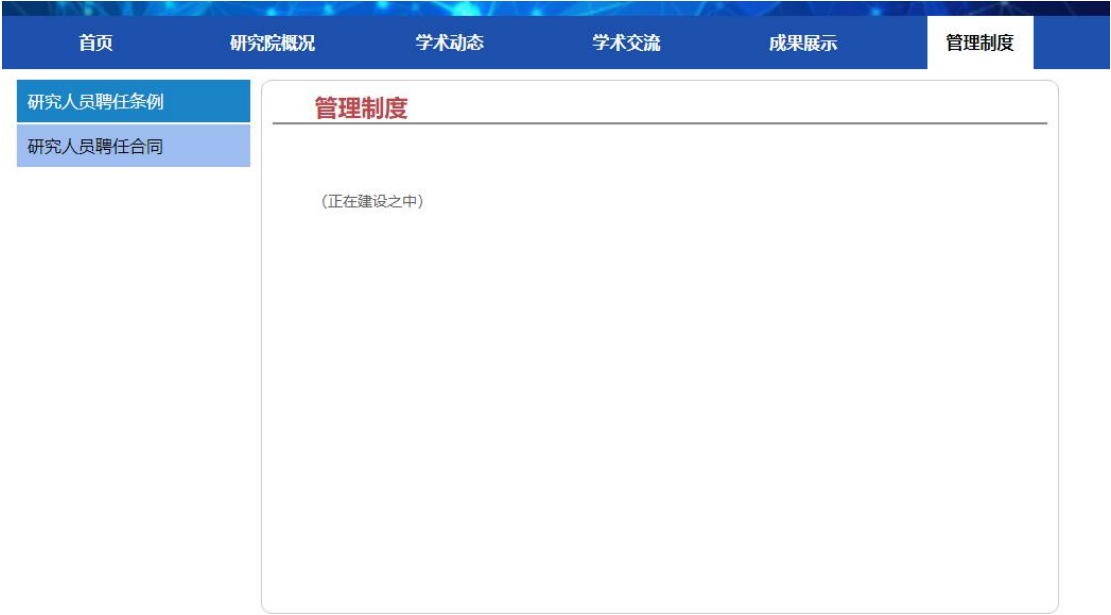 首页 研究院概况 学术动态 学术交流 成果展示 管理制度
研究人员聘任条例
研究人员聘任合同
管理制度
（正在建设之中）